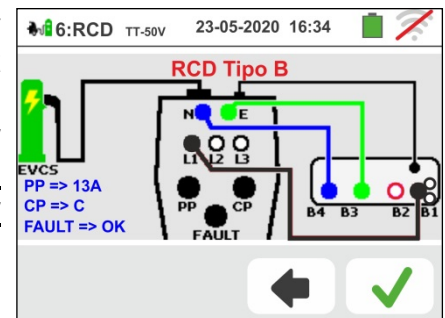 6:RCD TT-50V 23-05-2020 16:34
RCD Tipo B
N E
L1 L2 L3
EVCS
PP => 13A
CP => C
FAULT => OK
PP CP
FAULT
B4 B3 B2 B1